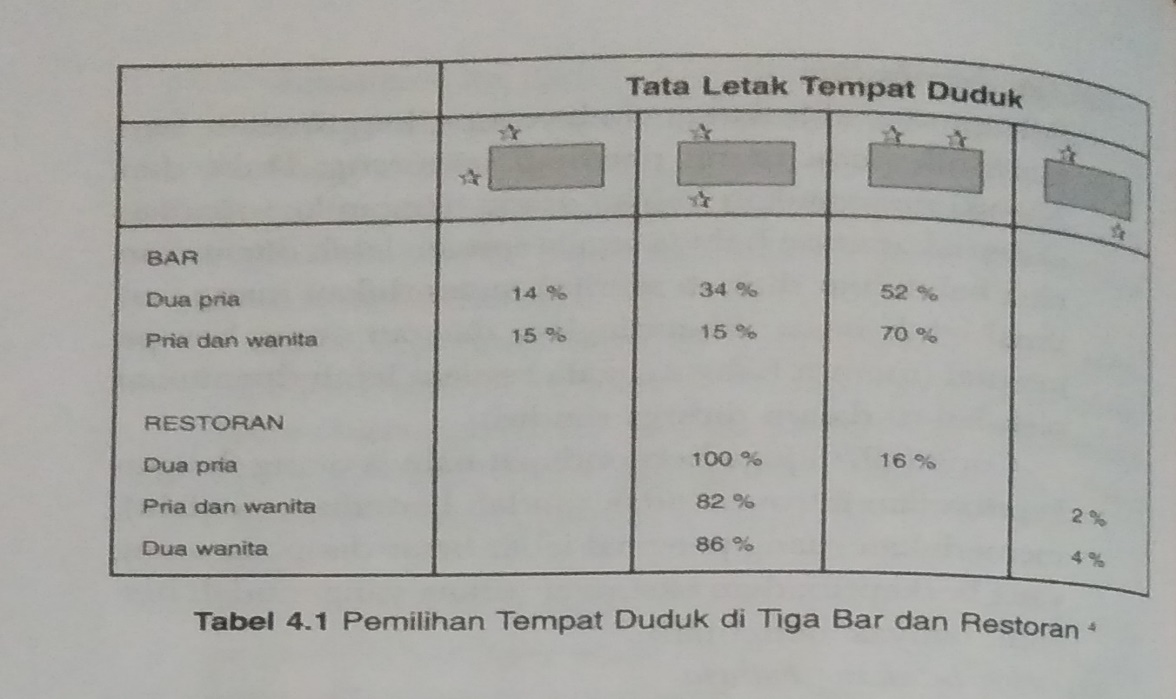 Tata Letak Tempat Duduk
BAR
Dua pria 14 % 34 % 52 %
Pria dan wanita 15 % 15 % 70 %
RESTORAN
Dua pria 100 % 16 %
Pria dan wanita 82 % 2 %
Dua wanita 86 % 4 %
Tabel 4.1 Pemilihan Tempat Duduk di Tiga Bar dan Restoran ⁴